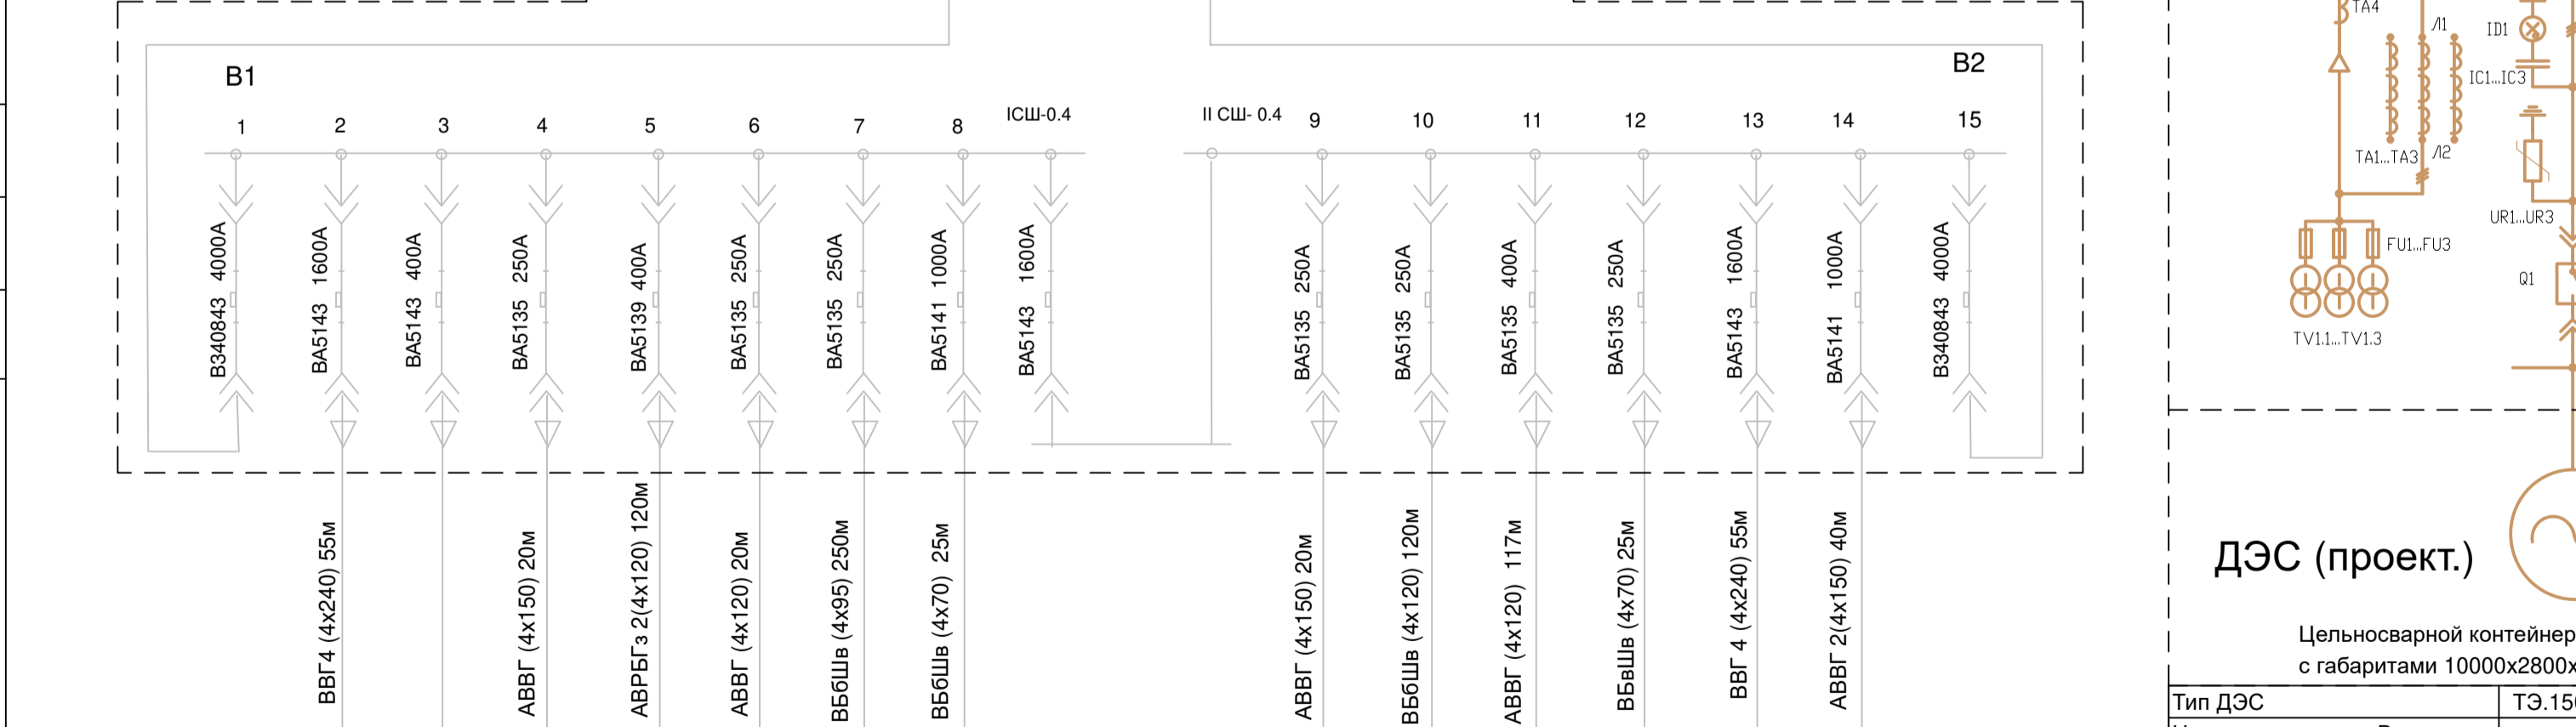 В1
В2
1
2
3
4
5
6
7
8
IСШ-0.4
II СШ- 0.4
9
10
11
12
13
14
15
В340843 4000А
ВА5143 1600А
ВА5143 400А
ВА5135 250А
ВА5139 400А
ВА5135 250А
ВА5135 250А
ВА5141 1000А
ВА5143 1600А
ВА5135 250А
ВА5135 250А
ВА5135 400А
ВА5135 250А
ВА5143 1600А
ВА5141 1000А
В340843 4000А
ВВГ4 (4х240) 55м
АВВГ (4х150) 20м
АВРБГз 2(4х120) 120м
АВВГ (4х120) 20м
ВБбШв (4х95) 250м
ВБбШв (4х70) 25м
АВВГ (4х150) 20м
ВБбШв (4х120) 120м
АВВГ (4х120) 117м
ВБвШв (4х70) 25м
ВВГ 4 (4х240) 55м
АВВГ 2(4х150) 40м
TA4
Л1
ID1
IC1...IC3
TA1...TA3
Л2
UR1...UR3
FU1...FU3
Q1
TV1.1...TV1.3
ДЭС (проект.)
Цельносварной контейнер
с габаритами 10000х2800х
Тип ДЭС
ТЭ.15